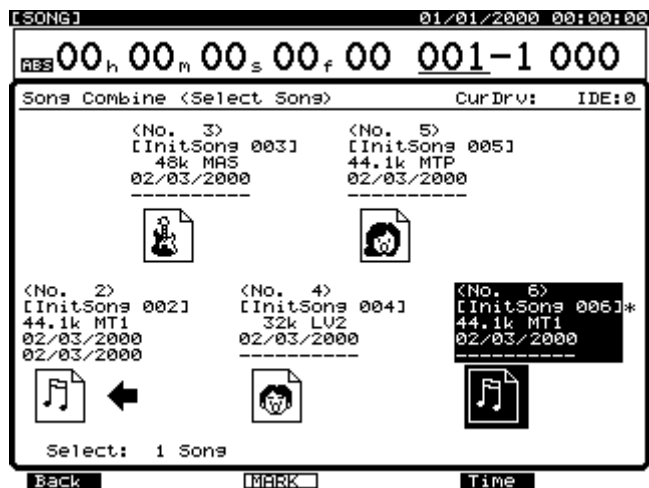 [SONG] 01/01/2000 00:00:00
ABS 00h 00m 00s 00f 00 001-1 000
Song Combine (Select Song) CurDrv: IDE:0
(No. 3)
[InitSong 003]
48k MAS
02/03/2000
----------
(No. 5)
[InitSong 005]
44.1k MTP
02/03/2000
----------
(No. 2)
[InitSong 002]
44.1k MT1
02/03/2000
02/03/2000
(No. 4)
[InitSong 004]
32k LV2
02/03/2000
----------
(No. 6)
[InitSong 006]*
44.1k MT1
02/03/2000
----------
Select: 1 Song
Back MARK Time